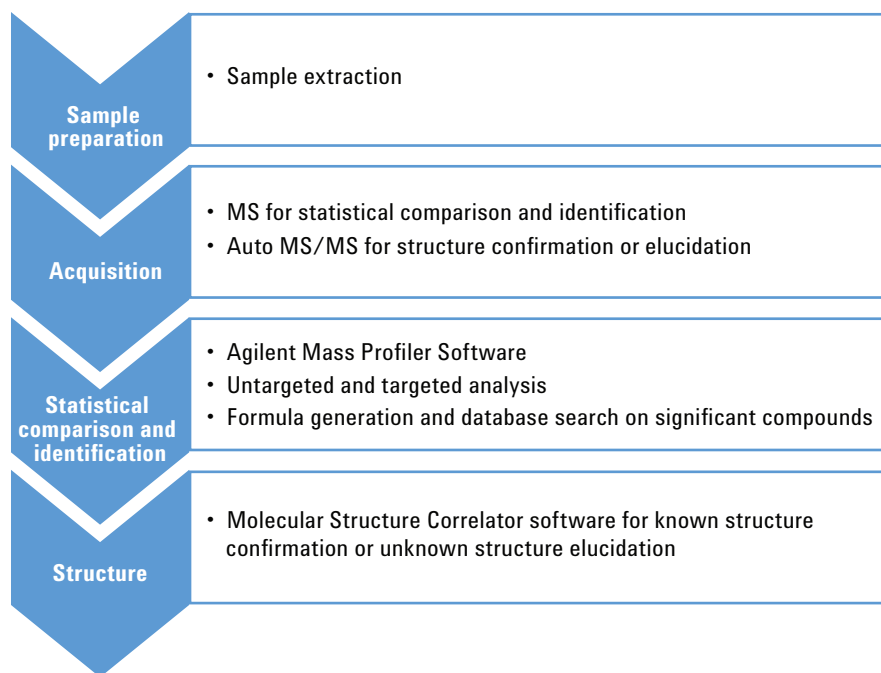 Sample
preparation
• Sample extraction
Acquisition
• MS for statistical comparison and identification
• Auto MS/MS for structure confirmation or elucidation
Statistical
comparison and
identification
• Agilent Mass Profiler Software
• Untargeted and targeted analysis
• Formula generation and database search on significant compounds
Structure
• Molecular Structure Correlator software for known structure
confirmation or unknown structure elucidation